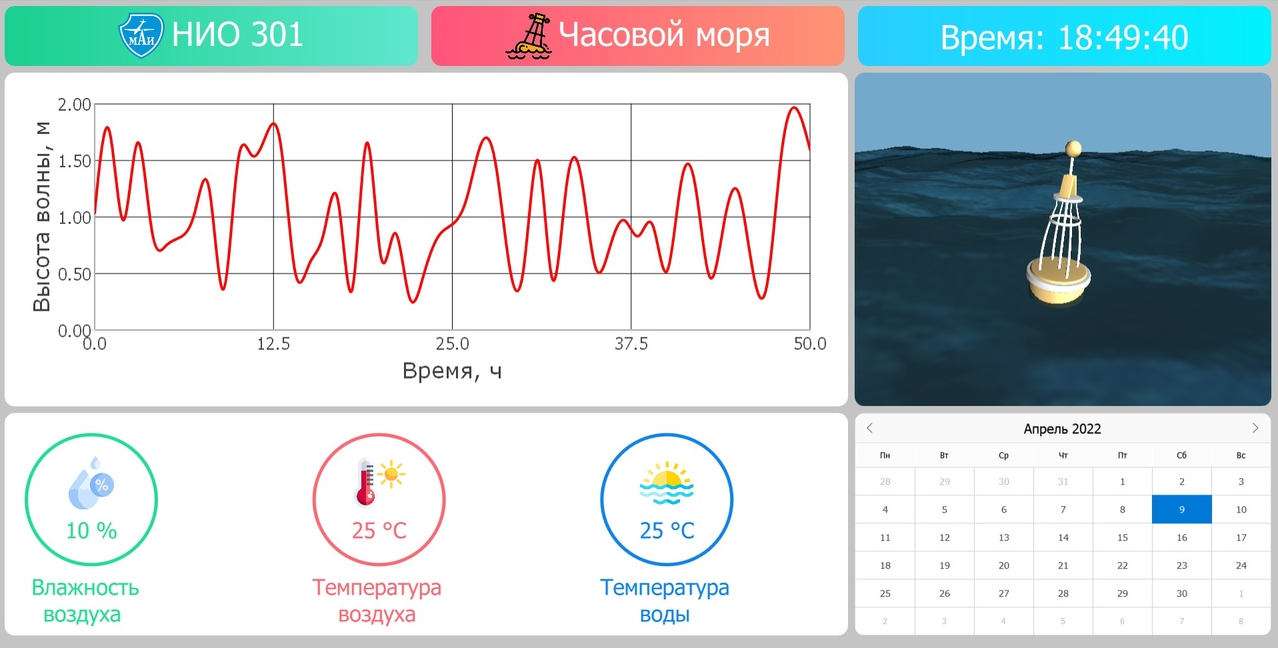 МАИ
НИО 301
Часовой моря
Время: 18:49:40
Высота волны, м
2.00
1.50
1.00
0.50
0.00
0.0 12.5 25.0 37.5 50.0
Время, ч
%
10 %
Влажность
воздуха
25 °C
Температура
воздуха
25 °C
Температура
воды
Апрель 2022
Пн Вт Ср Чт Пт Сб Вс
28 29 30 31 1 2 3
4 5 6 7 8 9 10
11 12 13 14 15 16 17
18 19 20 21 22 23 24
25 26 27 28 29 30 1
2 3 4 5 6 7 8